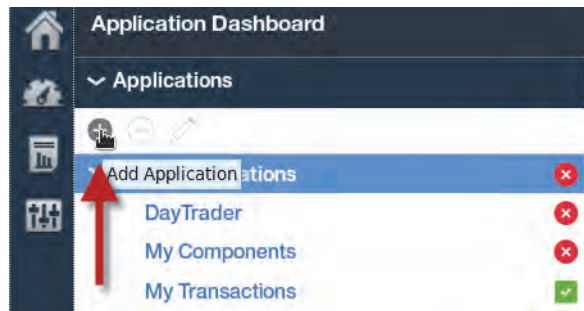 Application Dashboard
Applications
Add Application ations
DayTrader
My Components
My Transactions